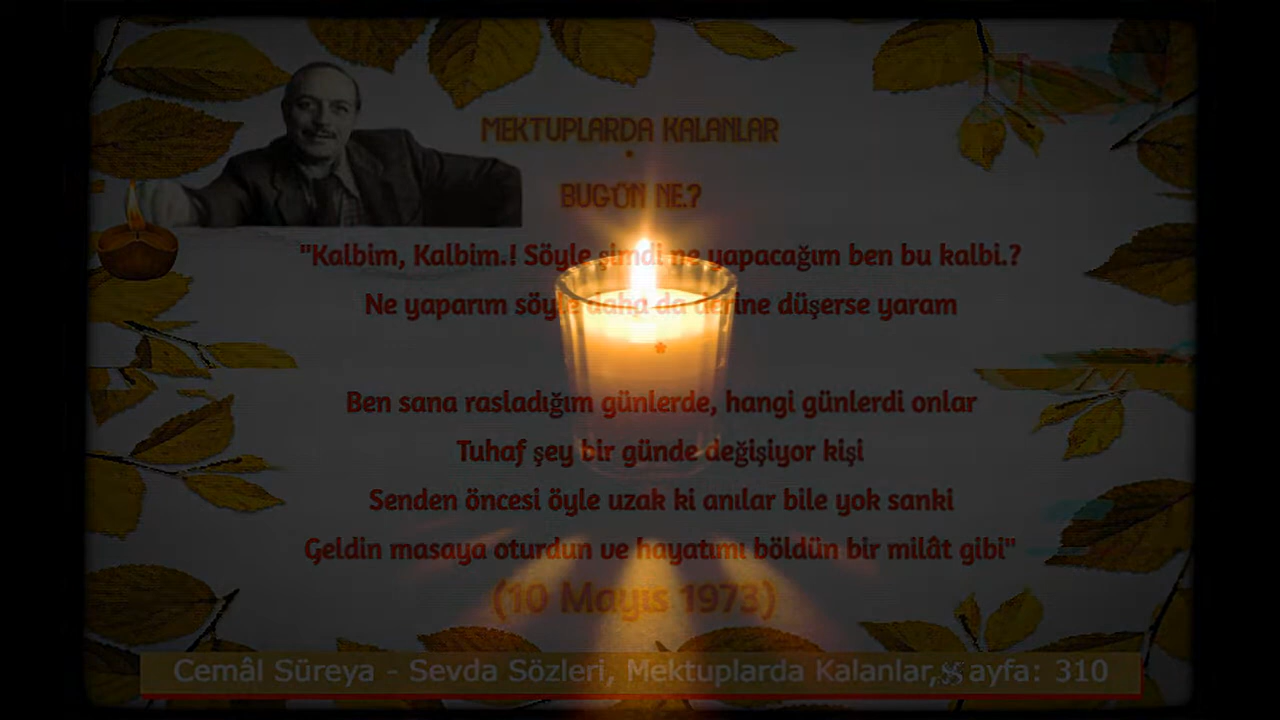 MEKTUPLARDA KALANLAR
*
BUGÜN NE.?
"Kalbim, Kalbim.! Söyle şimdi ne yapacağım ben bu kalbi.?
Ne yaparım söyle daha da derine düşerse yaram
*
Ben sana rasladığım günlerde, hangi günlerdi onlar
Tuhaf şey bir günde değişiyor kişi
Senden öncesi öyle uzak ki anılar bile yok sanki
Geldin masaya oturdun ve hayatımı böldün bir milât gibi"
(10 Mayıs 1973)
Cemâl Süreya - Sevda Sözleri, Mektuplarda Kalanlar, Sayfa: 310